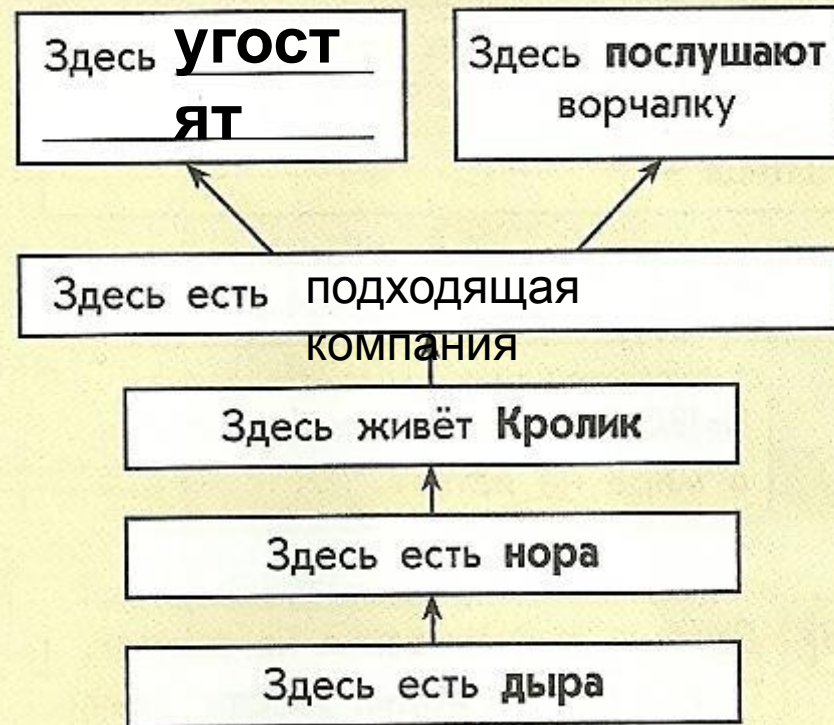 Здесь угост
ят
Здесь послушают
ворчалку
Здесь есть подходящая
компания
Здесь живёт Кролик
Здесь есть нора
Здесь есть дыра